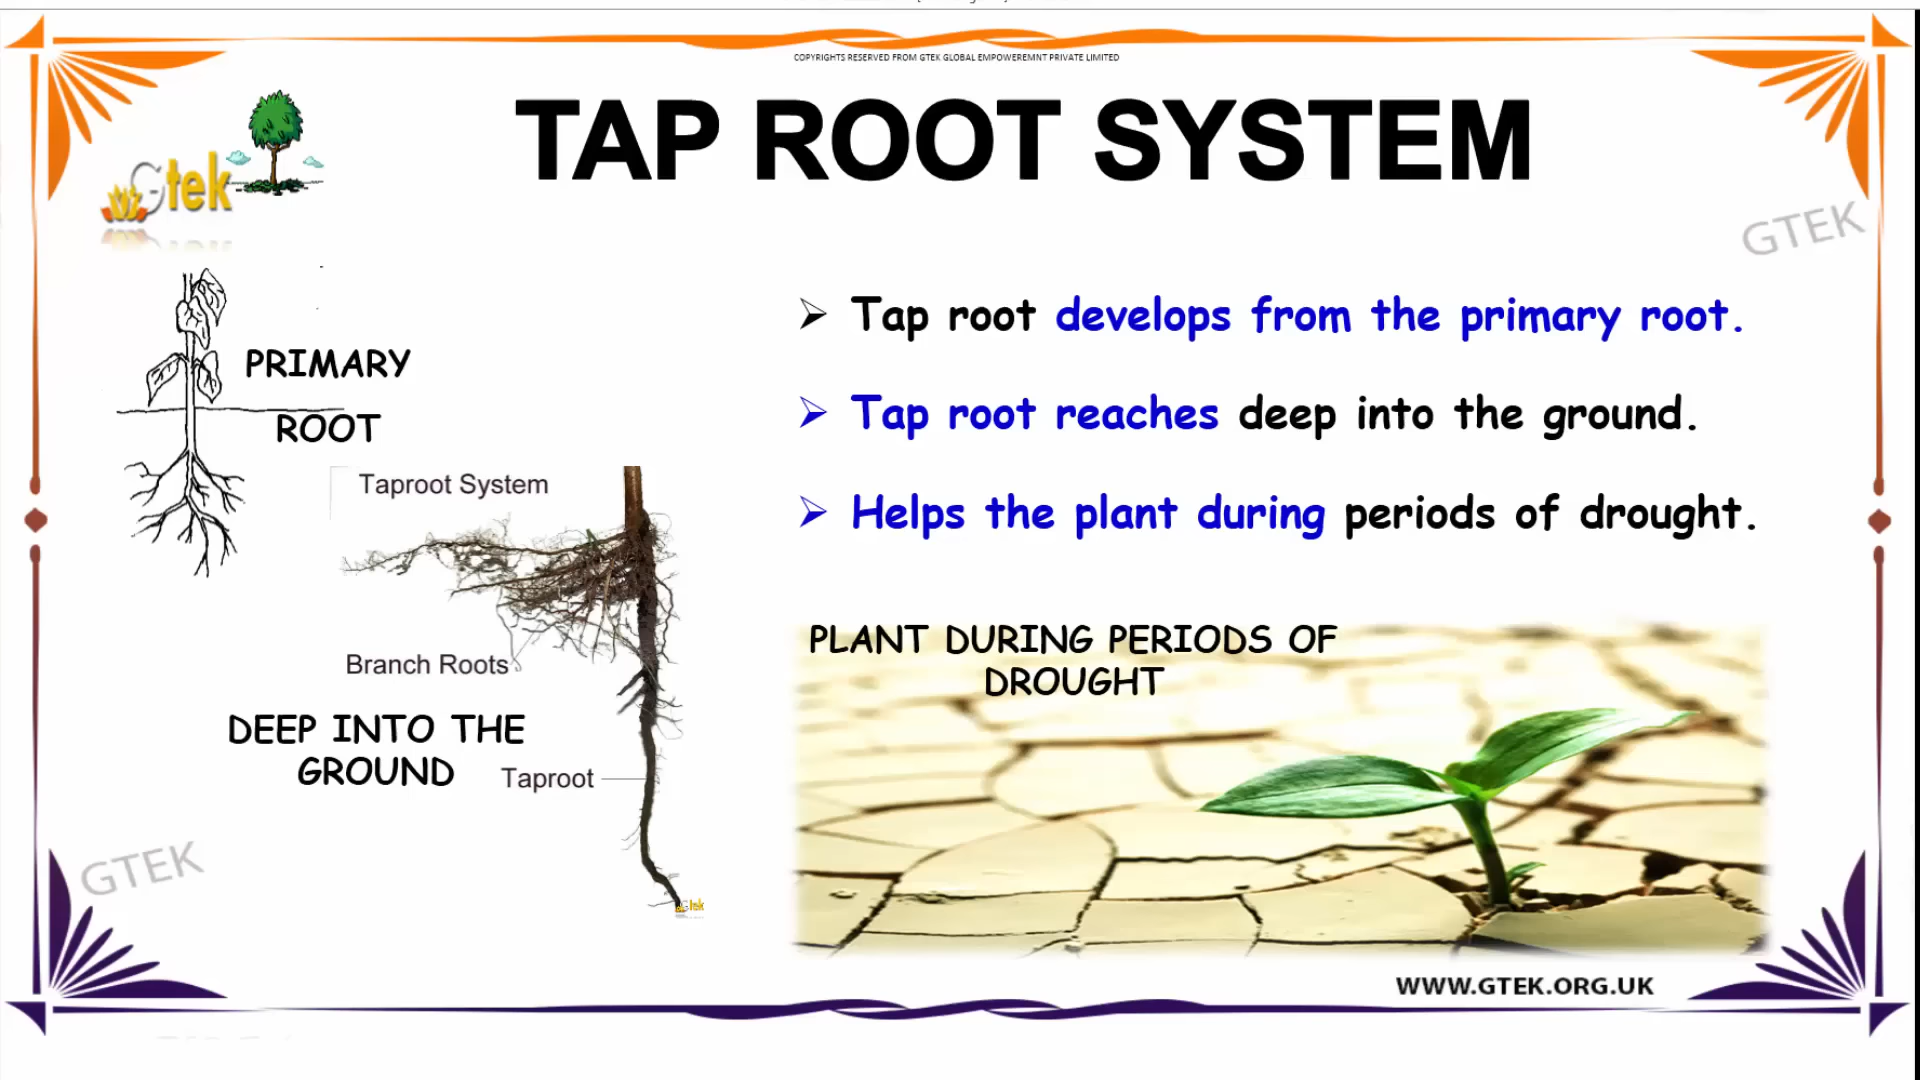 COPYRIGHTS RESERVED FROM GTEK GLOBAL EMPOWEREMNT PRIVATE LIMITED
TAP ROOT SYSTEM
Gtek
GTEK
➢ Tap root develops from the primary root.
➢ Tap root reaches deep into the ground.
➢ Helps the plant during periods of drought.
PRIMARY
ROOT
Taproot System
Branch Roots
DEEP INTO THE
GROUND
Taproot
Gtek
PLANT DURING PERIODS OF
DROUGHT
GTEK
WWW.GTEK.ORG.UK